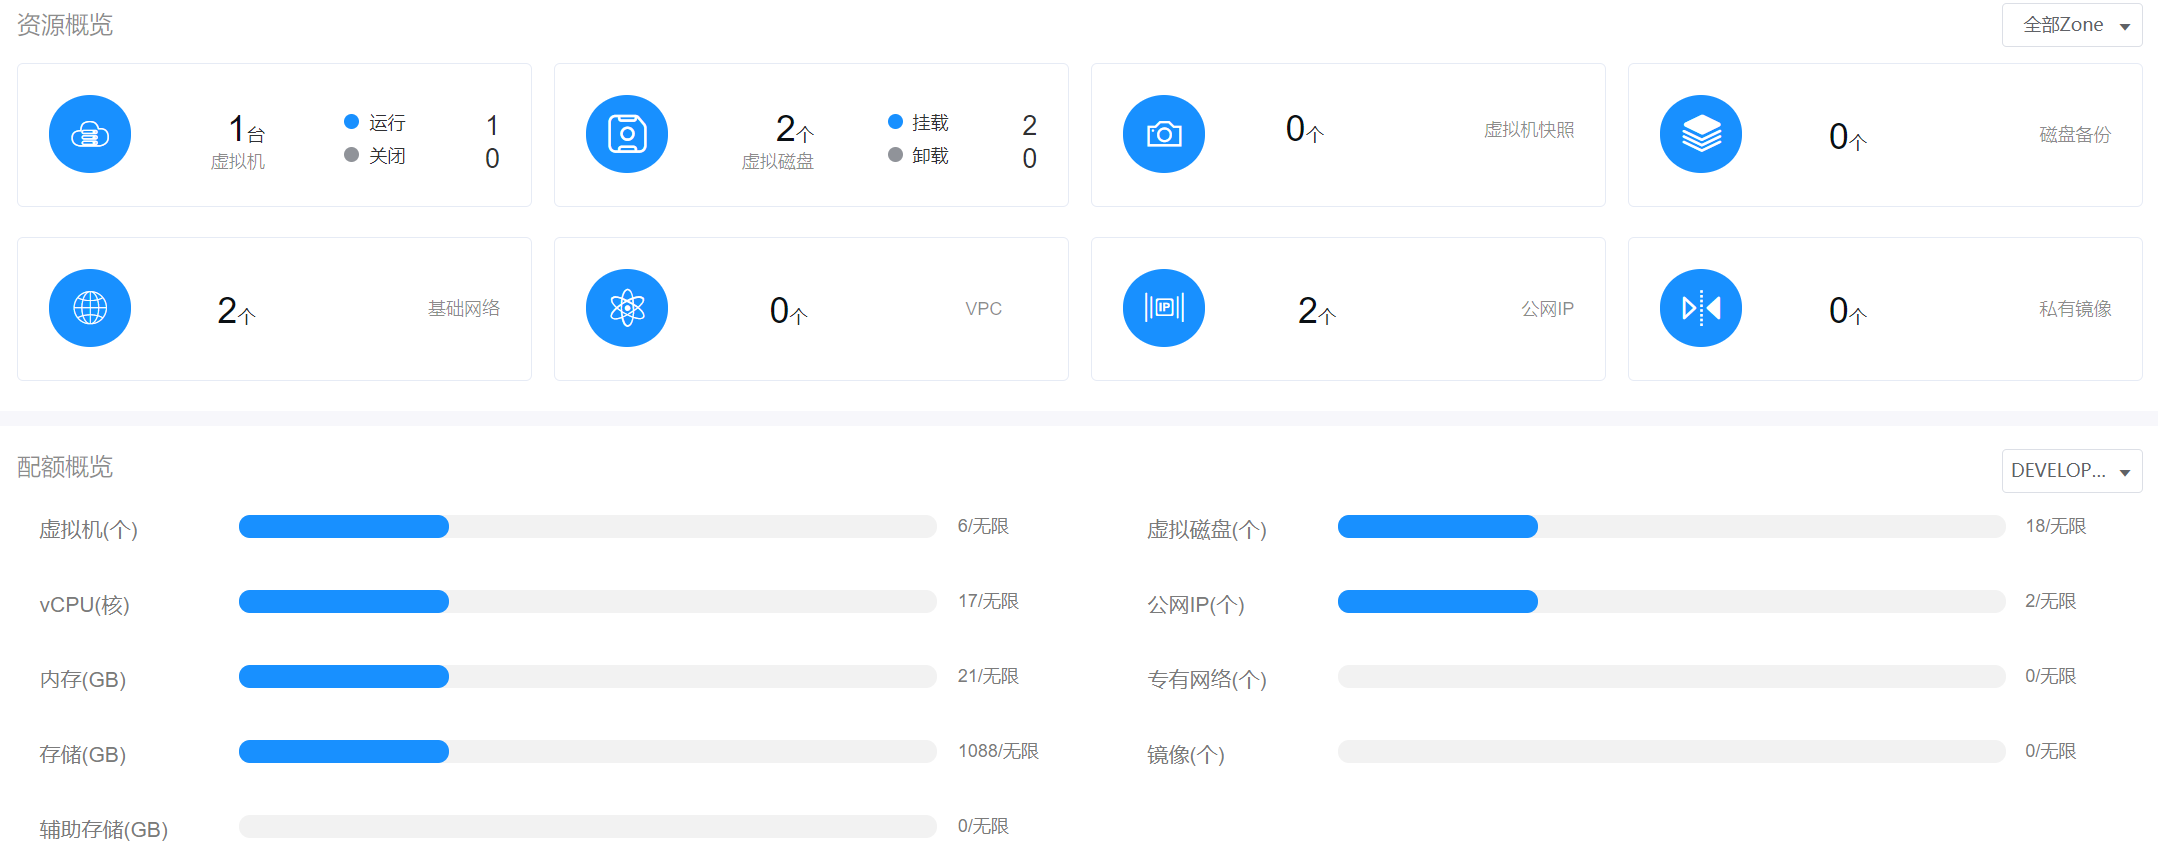 资源概览
全部Zone
1台
虚拟机
运行 1
关闭 0
2个
虚拟磁盘
挂载 2
卸载 0
0个 虚拟机快照
0个 磁盘备份
2个 基础网络
0个 VPC
2个 公网IP
0个 私有镜像
配额概览
DEVELOP...
虚拟机(个) 6/无限
虚拟磁盘(个) 18/无限
vCPU(核) 17/无限
公网IP(个) 2/无限
内存(GB) 21/无限
专有网络(个) 0/无限
存储(GB) 1088/无限
镜像(个) 0/无限
辅助存储(GB) 0/无限